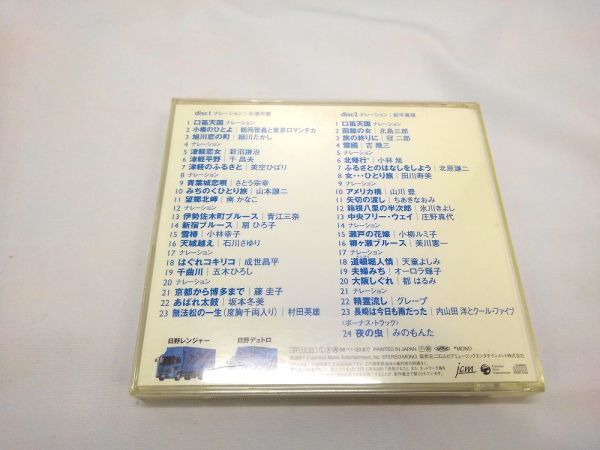 disc1 ナレーション：中湾可奈
1 口笛天国 ナレーション
2 小樽のひとよ｜鶴岡雅義と東京ロマンチカ
3 旭川恋の町｜細川たかし
4 ナレーション
5 津軽恋女｜新沼謙治
6 津軽平野｜千 昌夫
7 津軽のふるさと｜美空ひばり
8 ナレーション
9 青葉城恋唄｜さとう宗幸
10 みちのくひとり旅｜山本譲二
11 望郷北岬｜南 かなこ
12 ナレーション
13 伊勢佐木町ブルース｜青江三奈
14 新宿ブルース｜扇 ひろ子
15 雪椿｜小林幸子
16 天城越え｜石川さゆり
17 ナレーション
18 はぐれコキリコ｜成世昌平
19 千曲川｜五木ひろし
20 ナレーション
21 京都から博多まで｜藤 圭子
22 あばれ太鼓｜坂本冬美
23 無法松の一生（度胸千両入り）｜村田英雄
disc2 ナレーション：
1 口笛天国 ナレーション
2 函館の女｜北島三郎
3 旅の終りに｜冠 二郎
4 雪國｜吉 幾三
5 ナレーション
6 北帰行｜小林 旭
7 ふるさとのはなしをしよう｜北原謙二
8 女…ひとり旅｜田川寿美
9 ナレーション
10 アメリカ橋｜山川 豊
11 矢切の渡し｜ちあきなおみ
12 箱根八里の半次郎｜氷川きよし
13 中央フリー・ウェイ｜庄野真代
14 ナレーション
15 瀬戸の花嫁｜小柳ルミ子
16 柳ヶ瀬ブルース｜美川憲一
17 ナレーション
18 道頓堀人情｜天童よしみ
19 夫婦みち｜オーロラ輝子
20 大阪しぐれ｜都 はるみ
21 ナレーション
22 精霊流し｜グレープ
23 長崎は今日も雨だった｜内山田 洋とクール・ファイブ
＜ボーナス・トラック＞
24 夜の虫｜みのもんた
日野レンジャー
日野デュトロ
PRINTED IN JAPAN
STEREO/MONO
*MONO
jcm